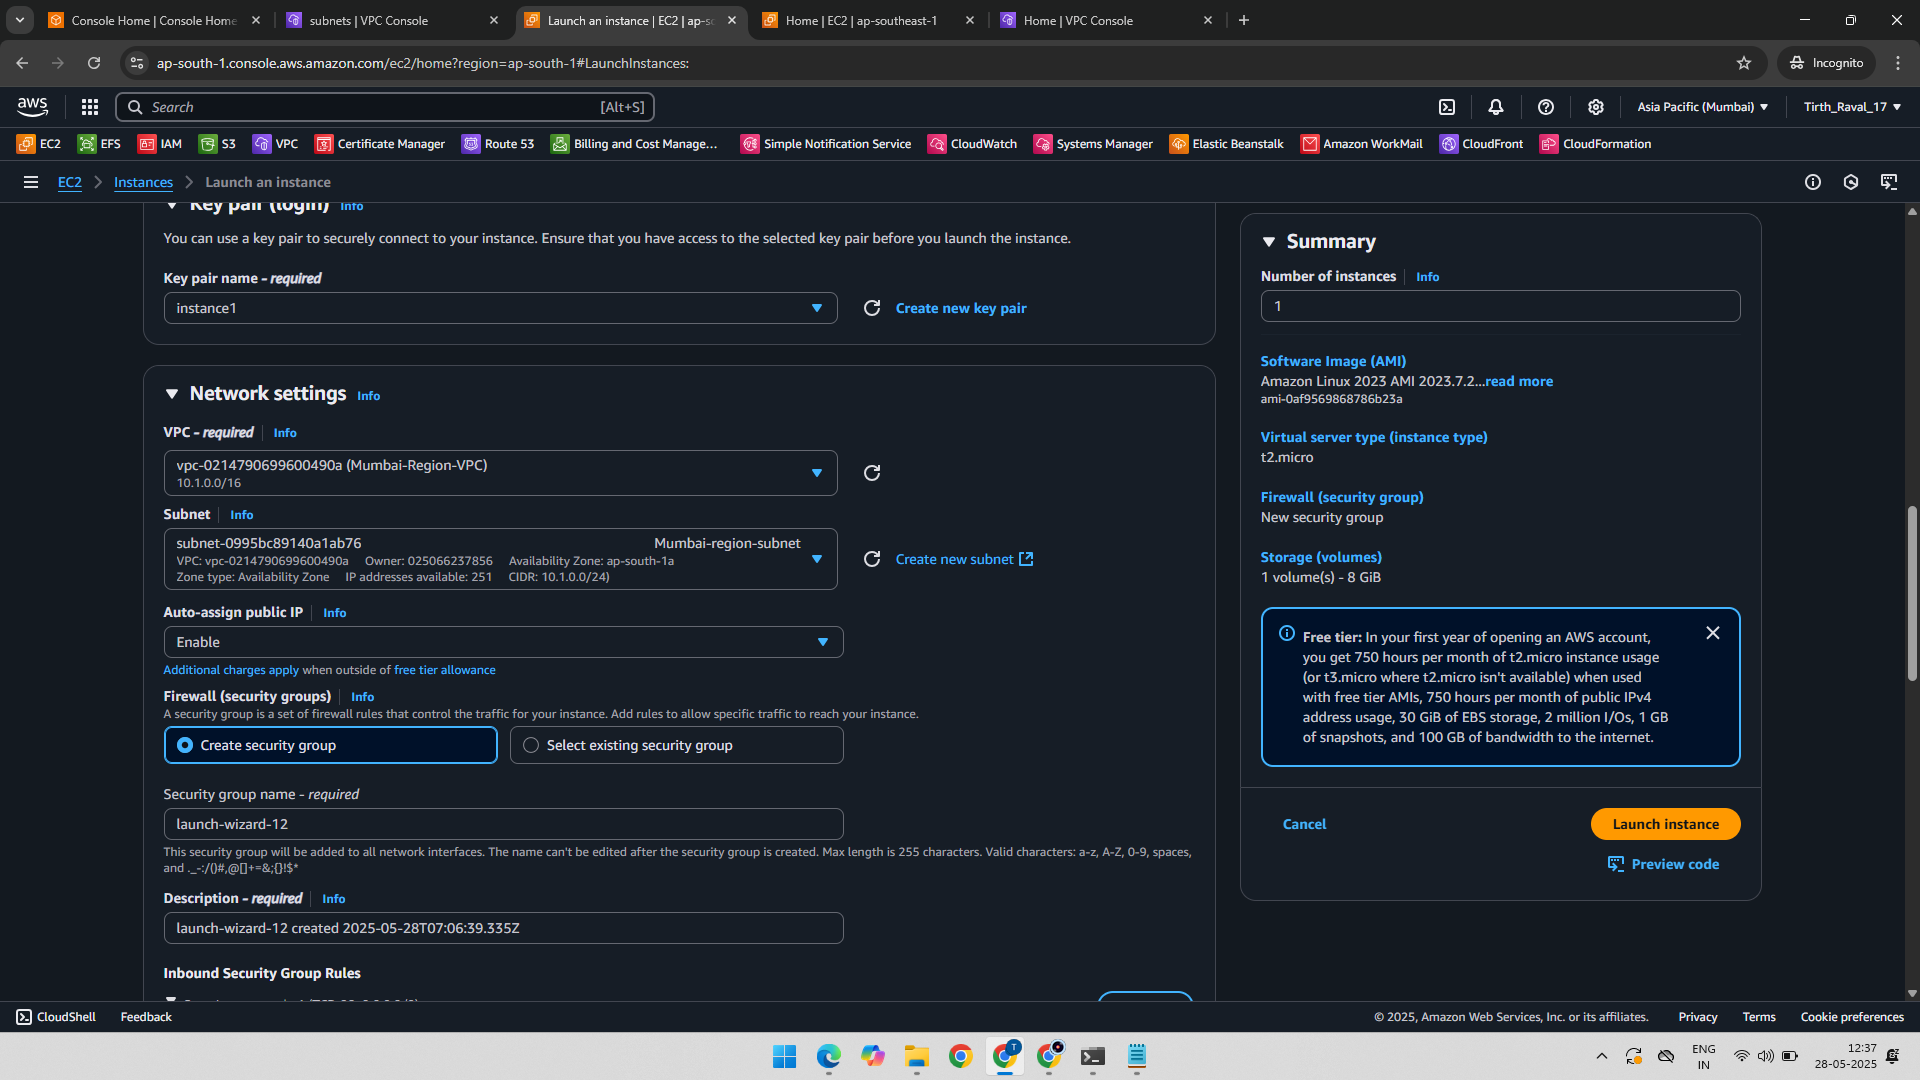 Console Home | Console Home
subnets | VPC Console
Launch an instance | EC2 | ap-sc
Home | EC2 | ap-southeast-1
Home | VPC Console
ap-south-1.console.aws.amazon.com/ec2/home?region=ap-south-1#LaunchInstances:
Incognito
aws
Search
[Alt+S]
Asia Pacific (Mumbai)
Tirth_Raval_17
EC2
EFS
IAM
S3
VPC
Certificate Manager
Route 53
Billing and Cost Manage...
Simple Notification Service
CloudWatch
Systems Manager
Elastic Beanstalk
Amazon WorkMail
CloudFront
CloudFormation
EC2
Instances
Launch an instance
Key pair (login) Info
You can use a key pair to securely connect to your instance. Ensure that you have access to the selected key pair before you launch the instance.
Key pair name - required
instance1
Create new key pair
Network settings Info
VPC - required Info
vpc-0214790699600490a (Mumbai-Region-VPC)
10.1.0.0/16
Subnet Info
subnet-0995bc89140a1ab76 Mumbai-region-subnet
VPC: vpc-0214790699600490a Owner: 025066237856 Availability Zone: ap-south-1a
Zone type: Availability Zone IP addresses available: 251 CIDR: 10.1.0.0/24)
Create new subnet
Auto-assign public IP Info
Enable
Additional charges apply when outside of free tier allowance
Firewall (security groups) Info
A security group is a set of firewall rules that control the traffic for your instance. Add rules to allow specific traffic to reach your instance.
Create security group
Select existing security group
Security group name - required
launch-wizard-12
This security group will be added to all network interfaces. The name can't be edited after the security group is created. Max length is 255 characters. Valid characters: a-z, A-Z, 0-9, spaces,
and ._-:/()#,@[]+=&;{}!$*
Description - required Info
launch-wizard-12 created 2025-05-28T07:06:39.335Z
Inbound Security Group Rules
Summary
Number of instances Info
1
Software Image (AMI)
Amazon Linux 2023 AMI 2023.7.2...read more
ami-0af9569868786b23a
Virtual server type (instance type)
t2.micro
Firewall (security group)
New security group
Storage (volumes)
1 volume(s) - 8 GiB
Free tier: In your first year of opening an AWS account,
you get 750 hours per month of t2.micro instance usage
(or t3.micro where t2.micro isn't available) when used
with free tier AMIs, 750 hours per month of public IPv4
address usage, 30 GiB of EBS storage, 2 million I/Os, 1 GB
of snapshots, and 100 GB of bandwidth to the internet.
Cancel
Launch instance
Preview code
CloudShell
Feedback
© 2025, Amazon Web Services, Inc. or its affiliates.
Privacy
Terms
Cookie preferences
T
ENG
IN
12:37
28-05-2025